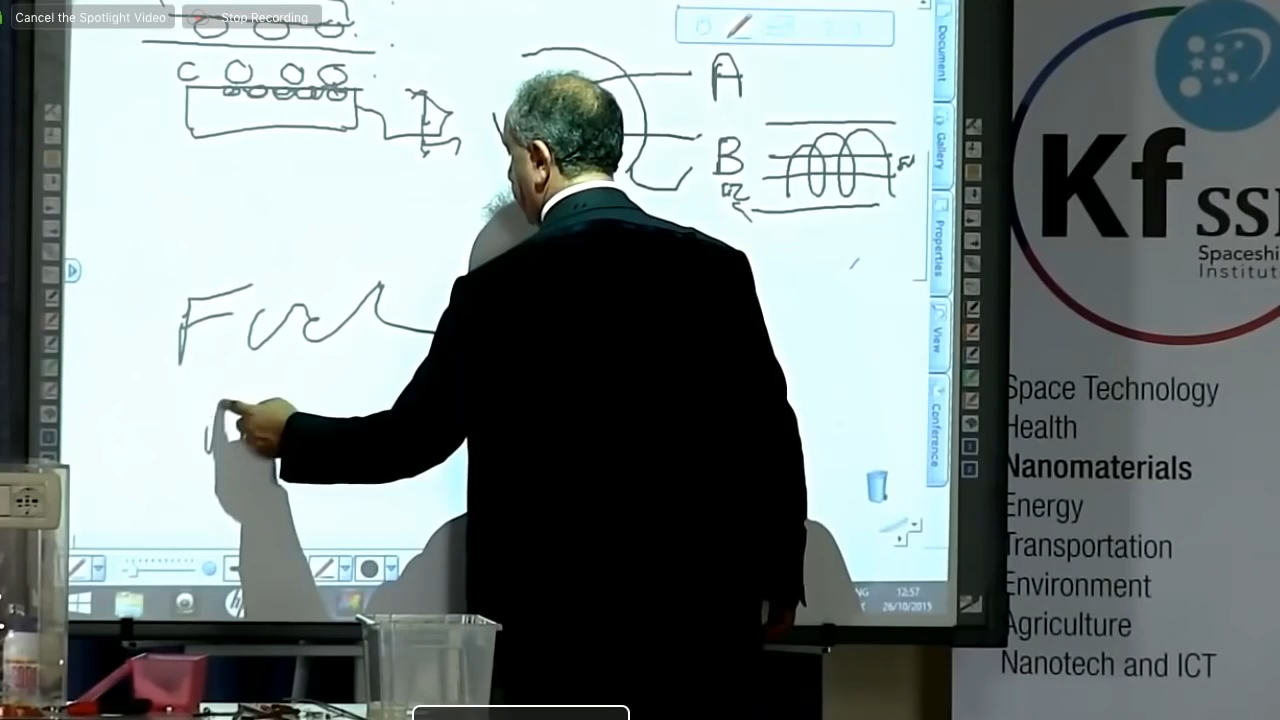 Cancel the Spotlight Video
Stop Recording
C
A
B
Document
Gallery
Properties
View
Conference
12:57
26/10/2015
Kf
Spaceshi
Institut
Space Technology
Health
Nanomaterials
Energy
Transportation
Environment
Agriculture
Nanotech and ICT